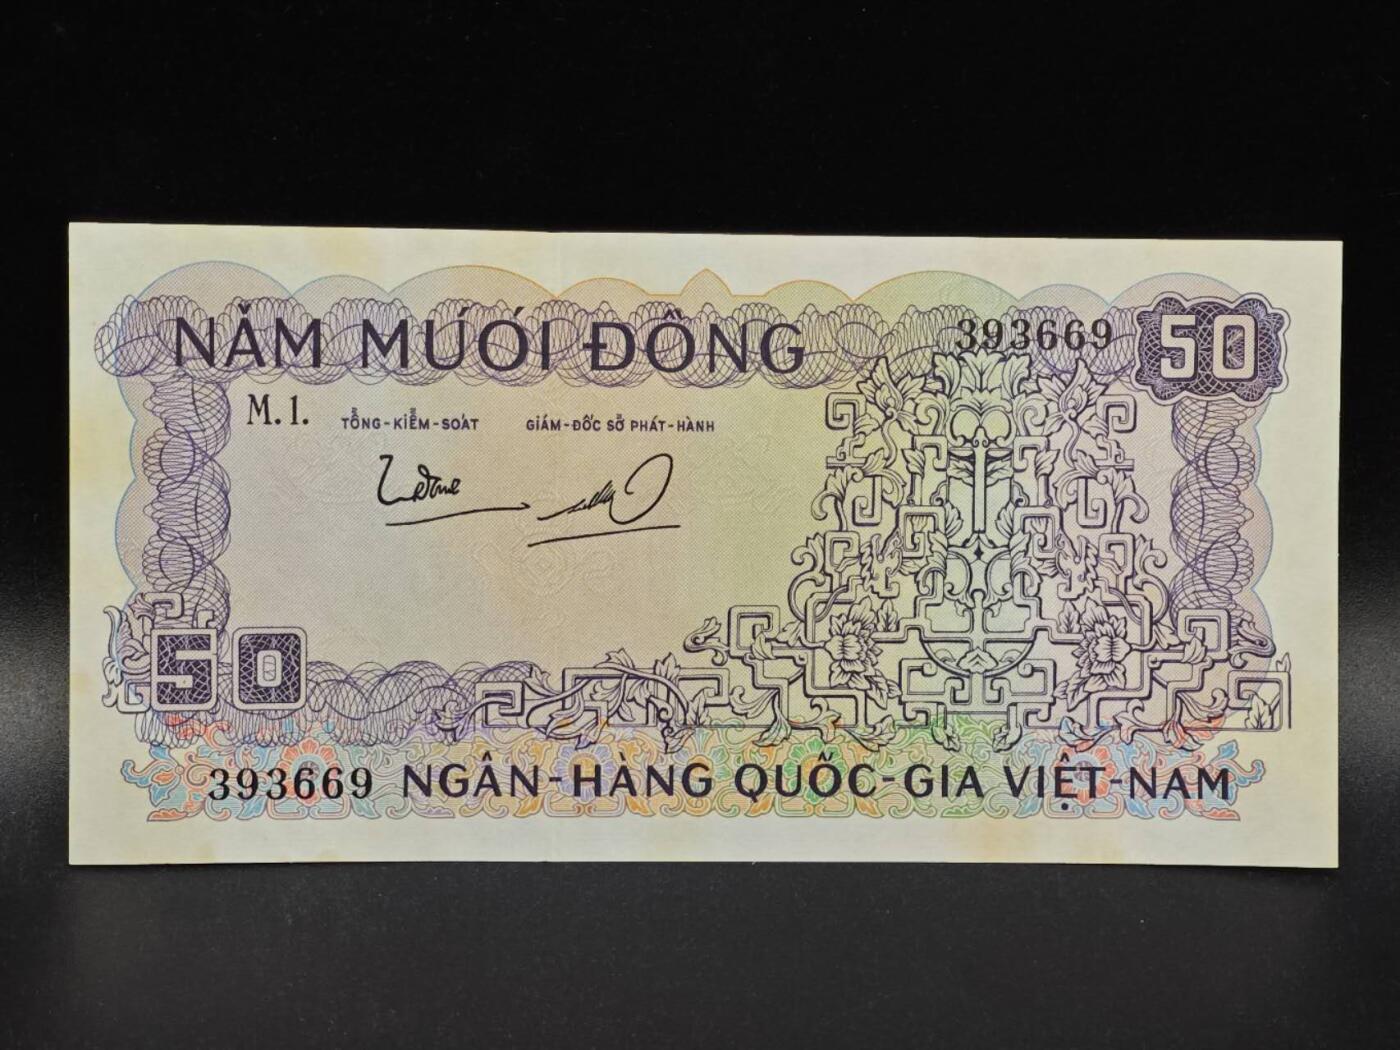 NĂM MƯƠI ĐỒNG
393669
50
M.1.
TỔNG-KIỂM-SOÁT
GIÁM-ĐỐC SỞ PHÁT-HÀNH
50
393669
NGÂN-HÀNG QUỐC-GIA VIỆT-NAM